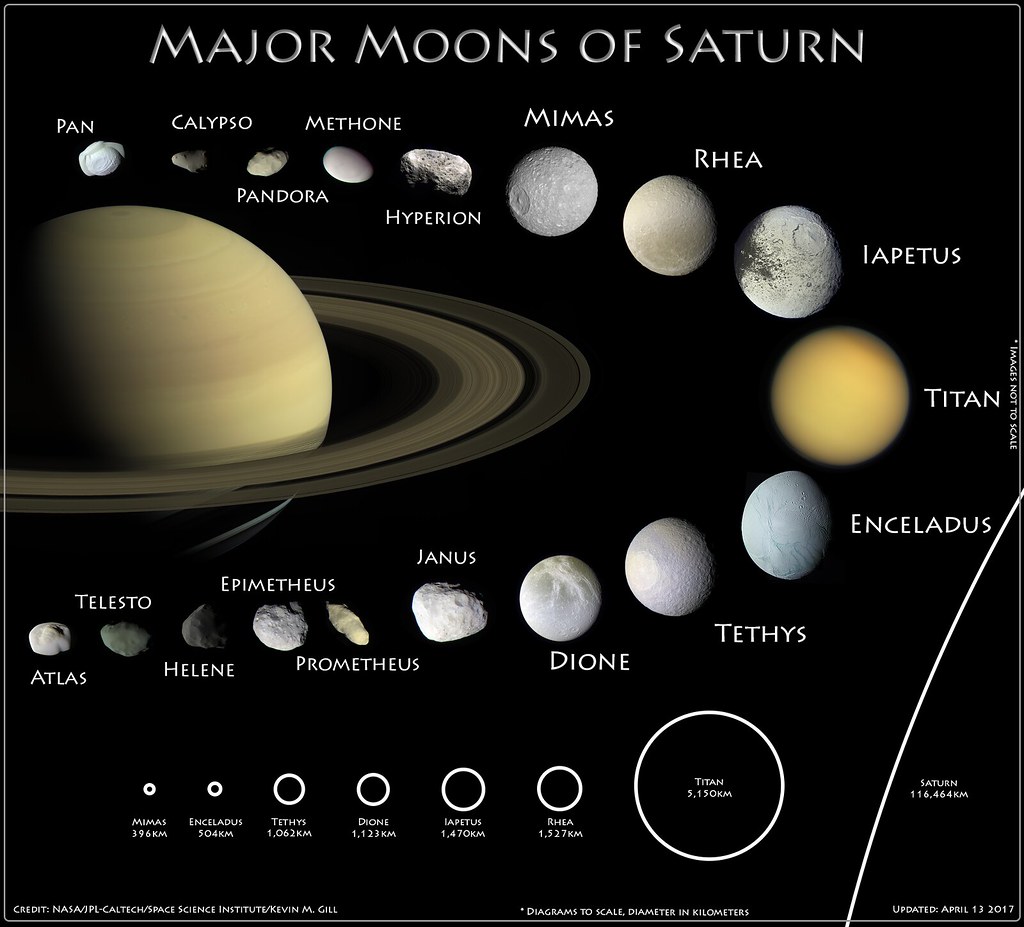 Major Moons of Saturn
Pan
Calypso
Methone
Mimas
Pandora
Hyperion
Rhea
Iapetus
* Images not to scale
Titan
Enceladus
Janus
Epimetheus
Telesto
Tethys
Dione
Prometheus
Helene
Atlas
Mimas
396km
Enceladus
504km
Tethys
1,062km
Dione
1,123km
Iapetus
1,470km
Rhea
1,527km
Titan
5,150km
Saturn
116,464km
Credit: NASA/JPL-Caltech/Space Science Institute/Kevin M. Gill
* Diagrams to scale, diameter in kilometers
Updated: April 13 2017